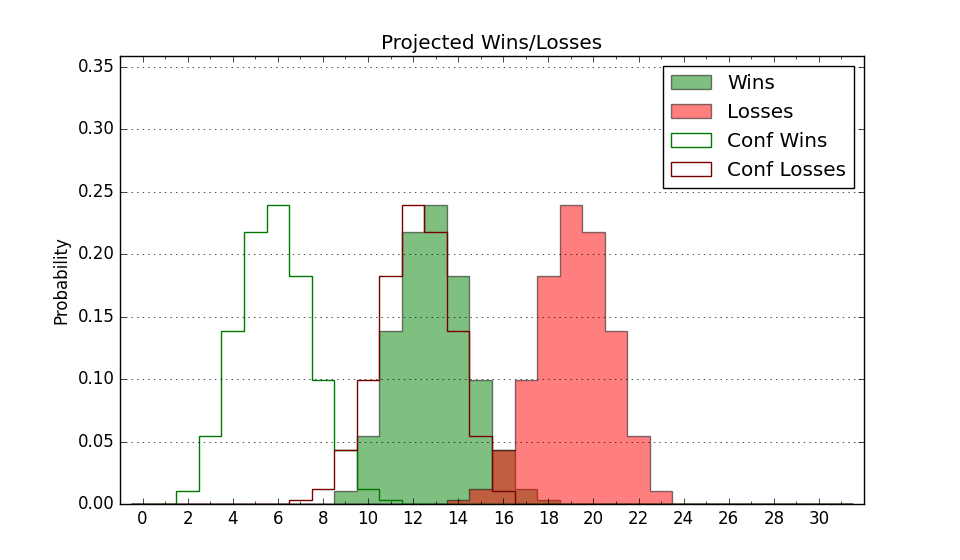 Projected Wins/Losses
0.35
0.30
0.25
0.20
0.15
0.10
0.05
0.00
Probability
Wins
Losses
Conf Wins
Conf Losses
0 2 4 6 8 10 12 14 16 18 20 22 24 26 28 30